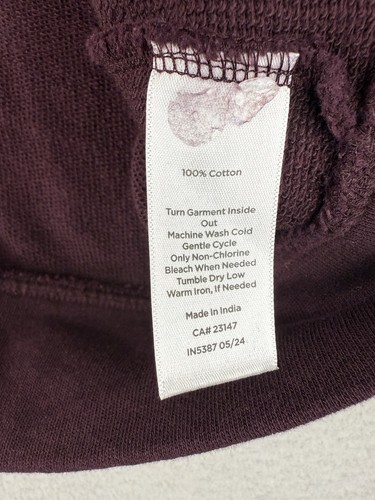 100% Cotton
Turn Garment Inside
Out
Machine Wash Cold
Gentle Cycle
Only Non-Chlorine
Bleach When Needed
Tumble Dry Low
Warm Iron, If Needed
Made In India
CA# 23147
IN5387 05/24